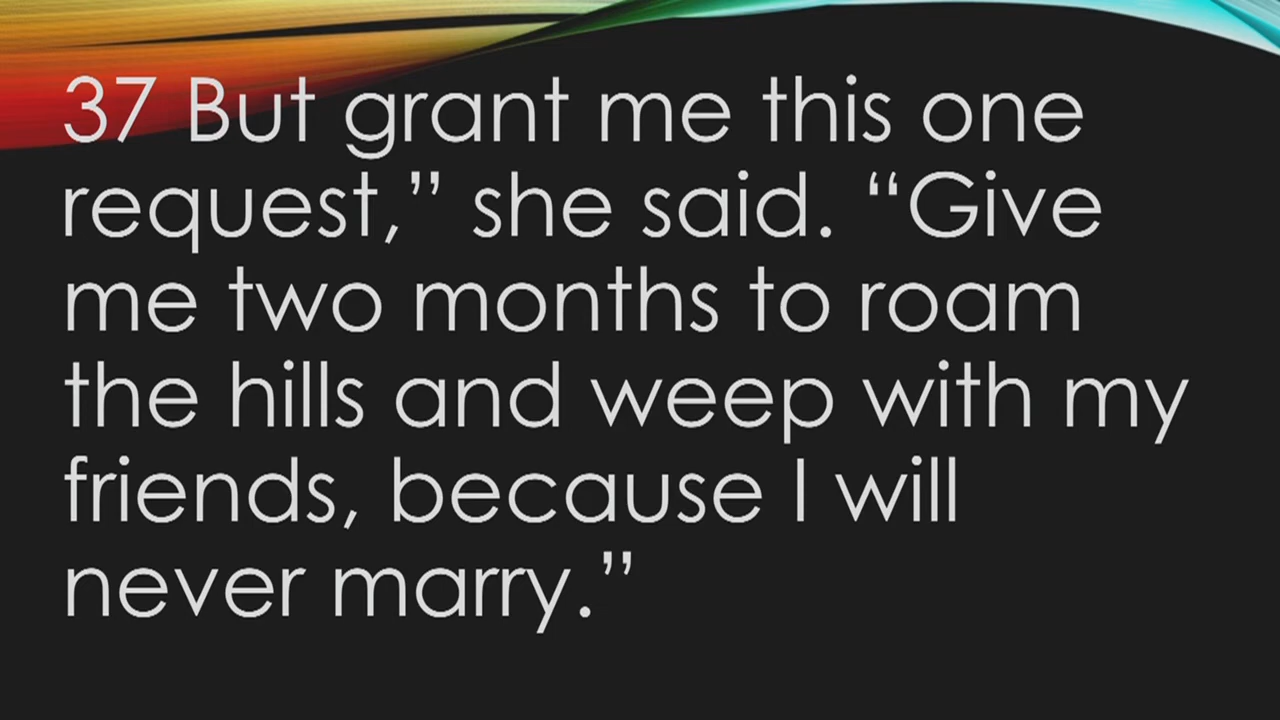 37 But grant me this one
request,” she said. “Give
me two months to roam
the hills and weep with my
friends, because I will
never marry.”